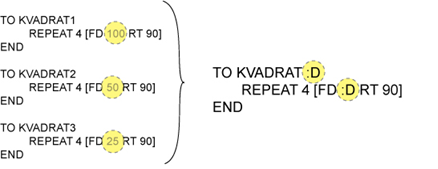 TO KVADRAT1
REPEAT 4 [FD 100 RT 90]
END
TO KVADRAT2
REPEAT 4 [FD 50 RT 90]
END
TO KVADRAT3
REPEAT 4 [FD 25 RT 90]
END
TO KVADRAT :D
REPEAT 4 [FD :D RT 90]
END